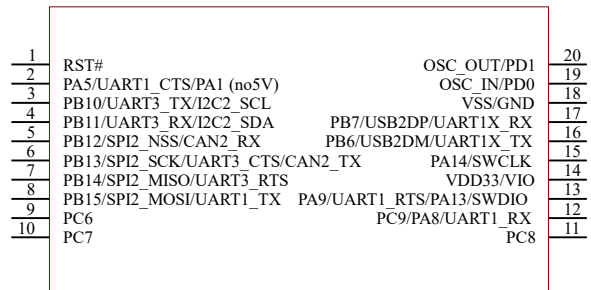 1 RST# OSC_OUT/PD1 20
2 PA5/UART1_CTS/PA1 (no5V) OSC_IN/PD0 19
3 PB10/UART3_TX/I2C2_SCL VSS/GND 18
4 PB11/UART3_RX/I2C2_SDA PB7/USB2DP/UART1X_RX 17
5 PB12/SPI2_NSS/CAN2_RX PB6/USB2DM/UART1X_TX 16
6 PB13/SPI2_SCK/UART3_CTS/CAN2_TX PA14/SWCLK 15
7 PB14/SPI2_MISO/UART3_RTS VDD33/VIO 14
8 PB15/SPI2_MOSI/UART1_TX PA9/UART1_RTS/PA13/SWDIO 13
9 PC6 PC9/PA8/UART1_RX 12
10 PC7 PC8 11